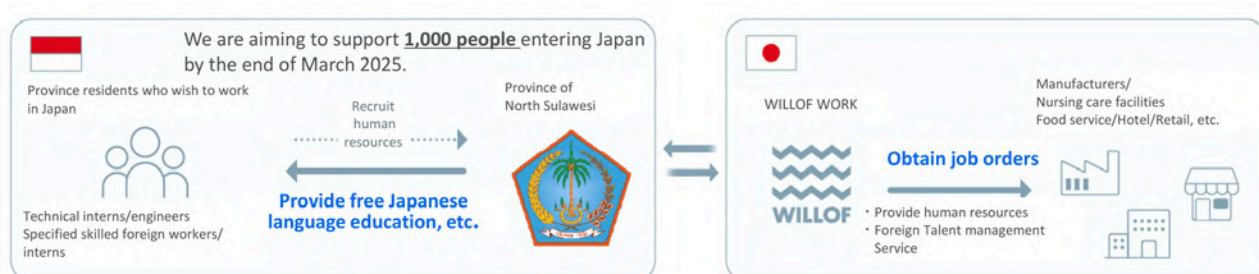 We are aiming to support 1,000 people entering Japan
by the end of March 2025.
Province residents who wish to work
in Japan
Recruit
human
resources
Province of
North Sulawesi
Provide free Japanese
language education, etc.
Technical interns/engineers
Specified skilled foreign workers/
interns
WILLOF WORK
Manufacturers/
Nursing care facilities
Food service/Hotel/Retail, etc.
WILLOF
Obtain job orders
・Provide human resources
・Foreign Talent management
Service